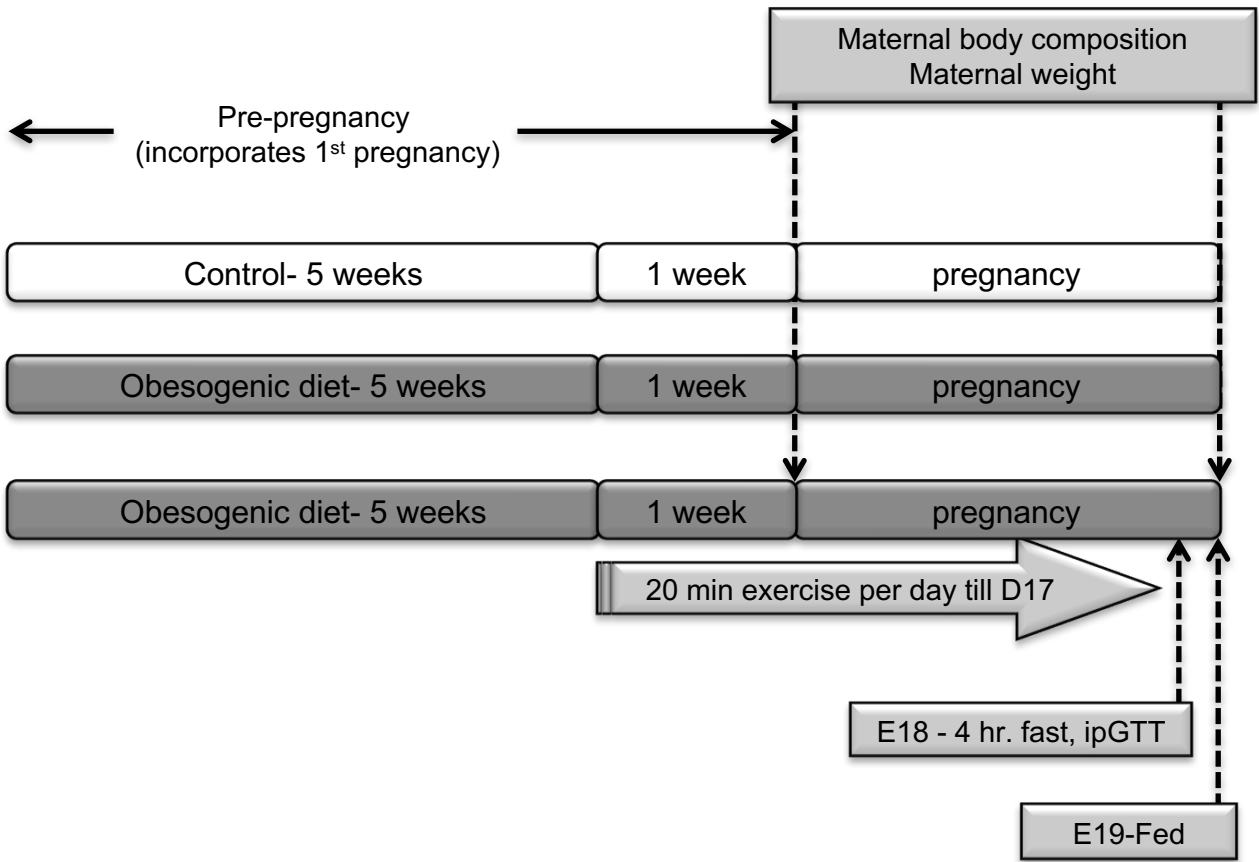 Maternal body composition
Maternal weight
Pre-pregnancy
(incorporates 1st pregnancy)
Control- 5 weeks
1 week
pregnancy
Obesogenic diet- 5 weeks
1 week
pregnancy
Obesogenic diet- 5 weeks
1 week
pregnancy
20 min exercise per day till D17
E18 - 4 hr. fast, ipGTT
E19-Fed